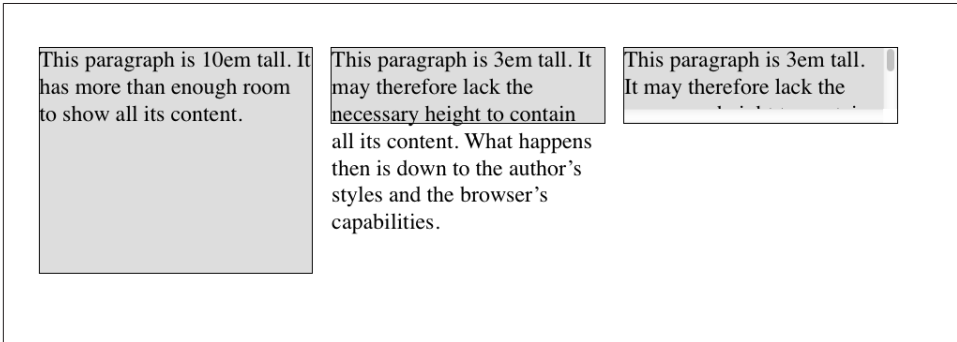 This paragraph is 10em tall. It
has more than enough room
to show all its content.
This paragraph is 3em tall. It
may therefore lack the
necessary height to contain
all its content. What happens
then is down to the author’s
styles and the browser’s
capabilities.
This paragraph is 3em tall.
It may therefore lack the